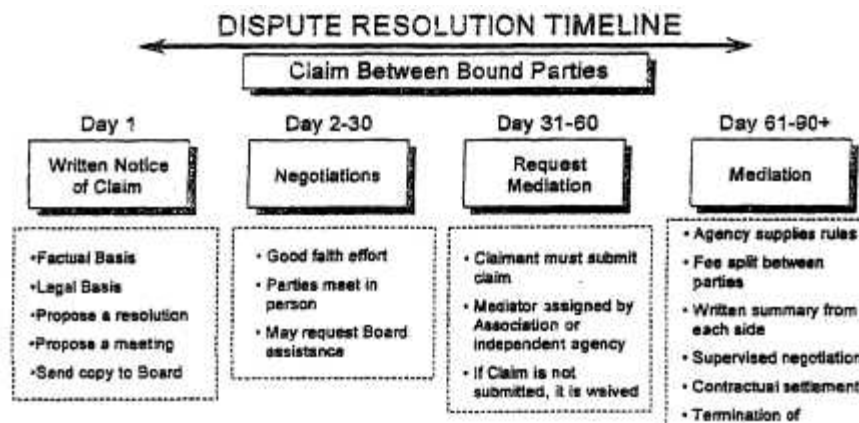 DISPUTE RESOLUTION TIMELINE
Claim Between Bound Parties
Day 1
Written Notice
of Claim
•Factual Basis
•Legal Basis
•Propose a resolution
•Propose a meeting
•Send copy to Board
Day 2-30
Negotiations
• Good faith effort
• Parties meet in
person
• May request Board
assistance
Day 31-60
Request
Mediation
• Claimant must submit
claim
• Mediator assigned by
Association or
independent agency
• If Claim is not
submitted, it is waived
Day 61-90+
Mediation
• Agency supplies rules
• Fee split between
parties
• Written summary from
each side
• Supervised negotiation
• Contractual settlement
• Termination of